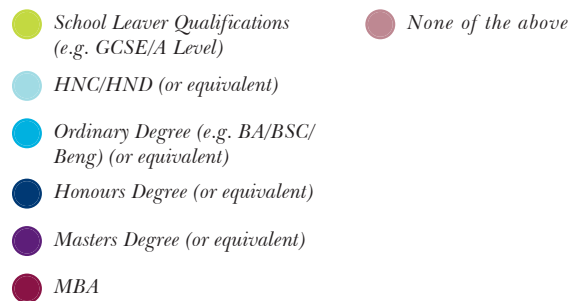 School Leaver Qualifications
(e.g. GCSE/A Level)
HNC/HND (or equivalent)
Ordinary Degree (e.g. BA/BSC/
Beng) (or equivalent)
Honours Degree (or equivalent)
Masters Degree (or equivalent)
MBA
None of the above